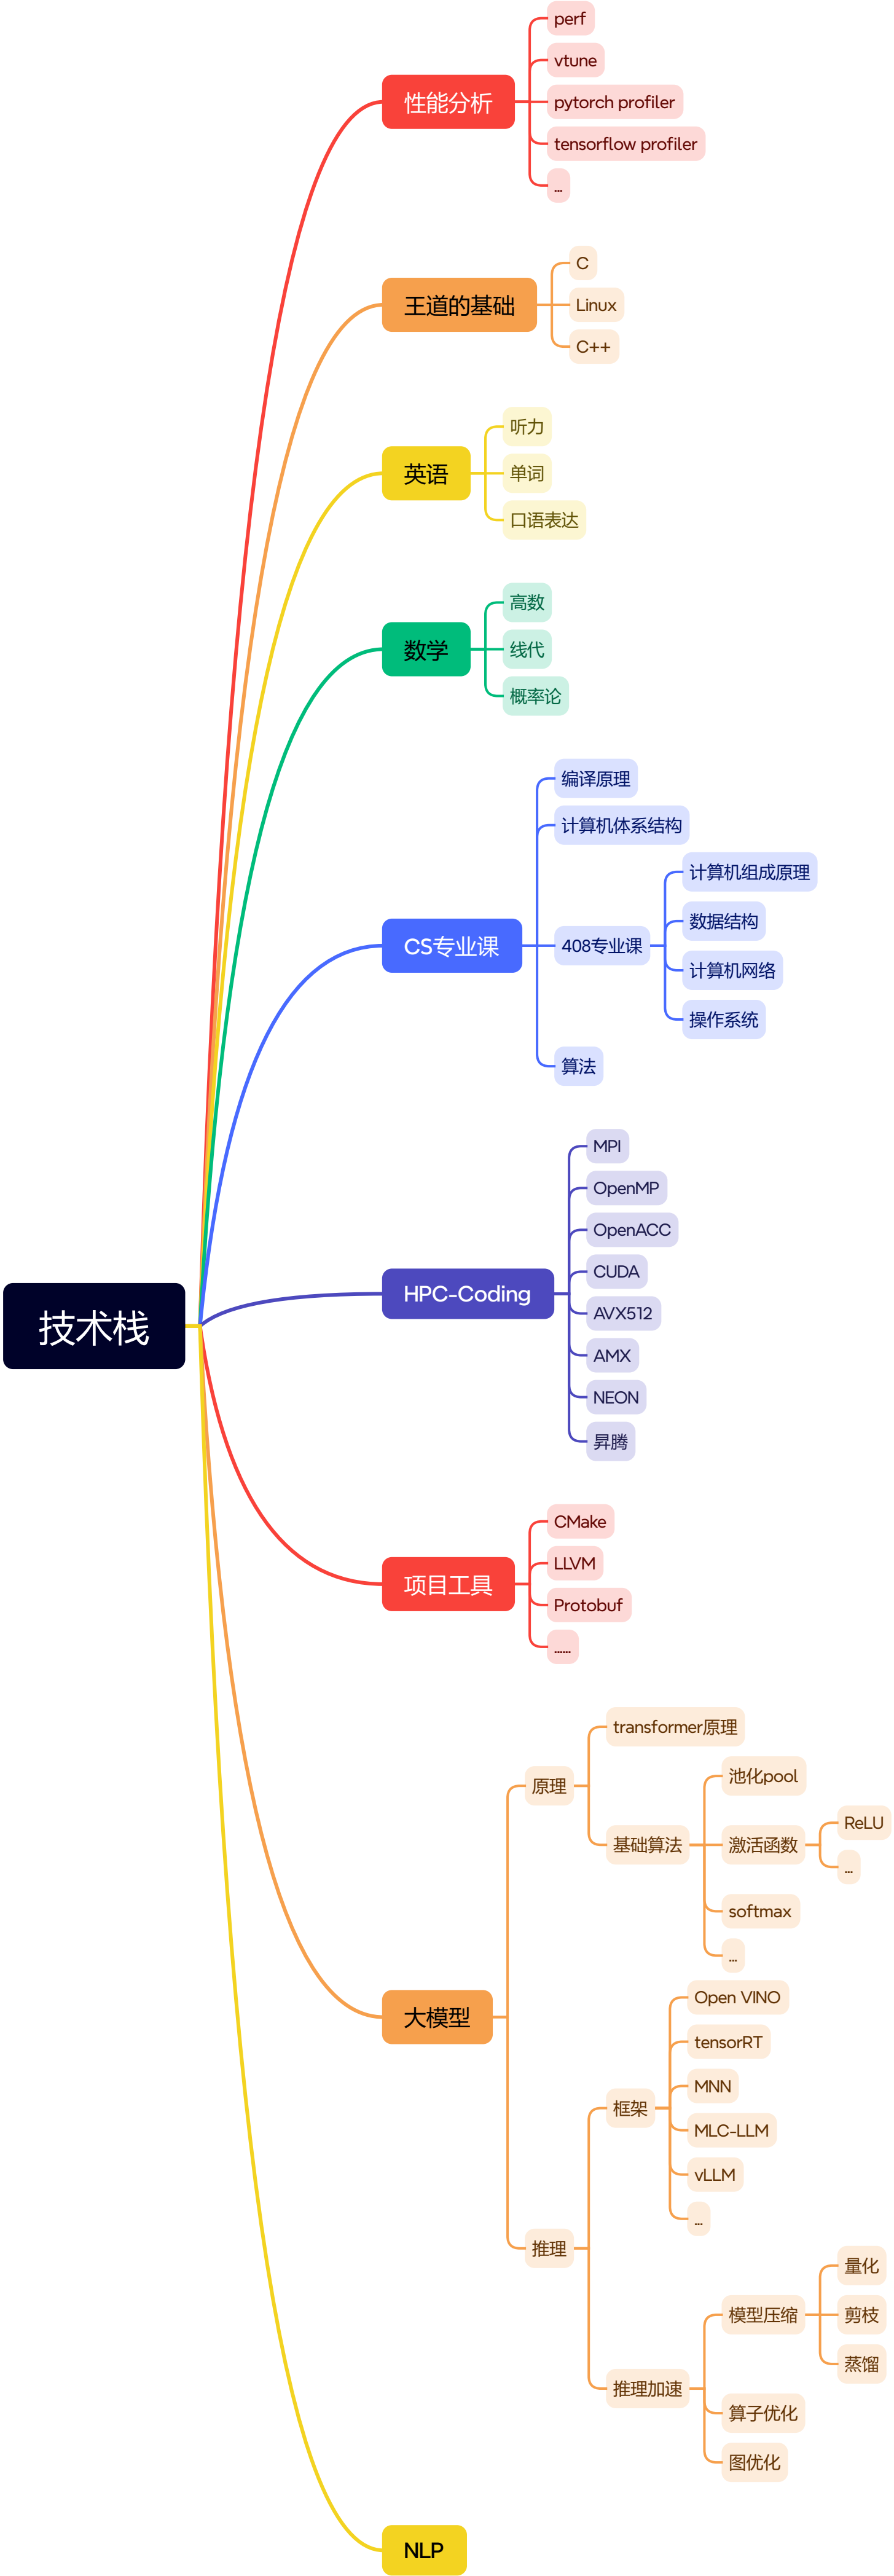 技术栈
性能分析
perf
vtune
pytorch profiler
tensorflow profiler
...
王道的基础
C
Linux
C++
英语
听力
单词
口语表达
数学
高数
线代
概率论
CS专业课
编译原理
计算机体系结构
408专业课
计算机组成原理
数据结构
计算机网络
操作系统
算法
HPC-Coding
MPI
OpenMP
OpenACC
CUDA
AVX512
AMX
NEON
昇腾
项目工具
CMake
LLVM
Protobuf
......
大模型
原理
transformer原理
基础算法
池化pool
激活函数
ReLU
...
softmax
...
推理
框架
Open VINO
tensorRT
MNN
MLC-LLM
vLLM
...
推理加速
模型压缩
量化
剪枝
蒸馏
算子优化
图优化
NLP